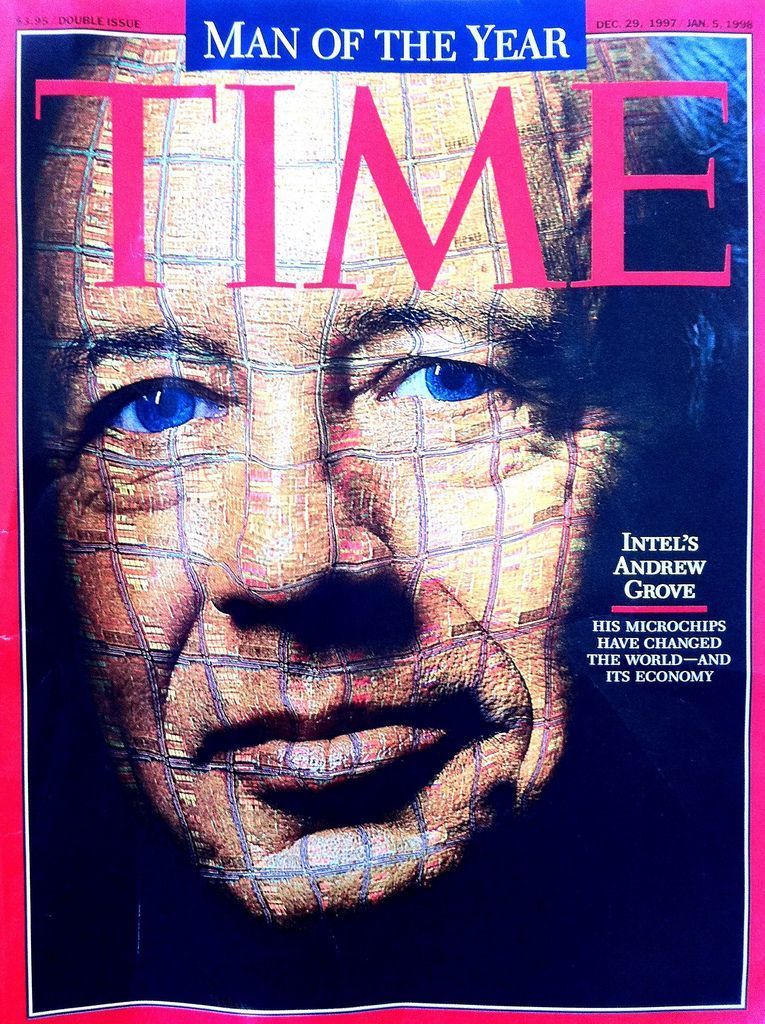 $3.95 / DOUBLE ISSUE
DEC. 29, 1997 / JAN. 5, 1998
MAN OF THE YEAR
TIME
INTEL'S
ANDREW
GROVE
HIS MICROCHIPS
HAVE CHANGED
THE WORLD—AND
ITS ECONOMY